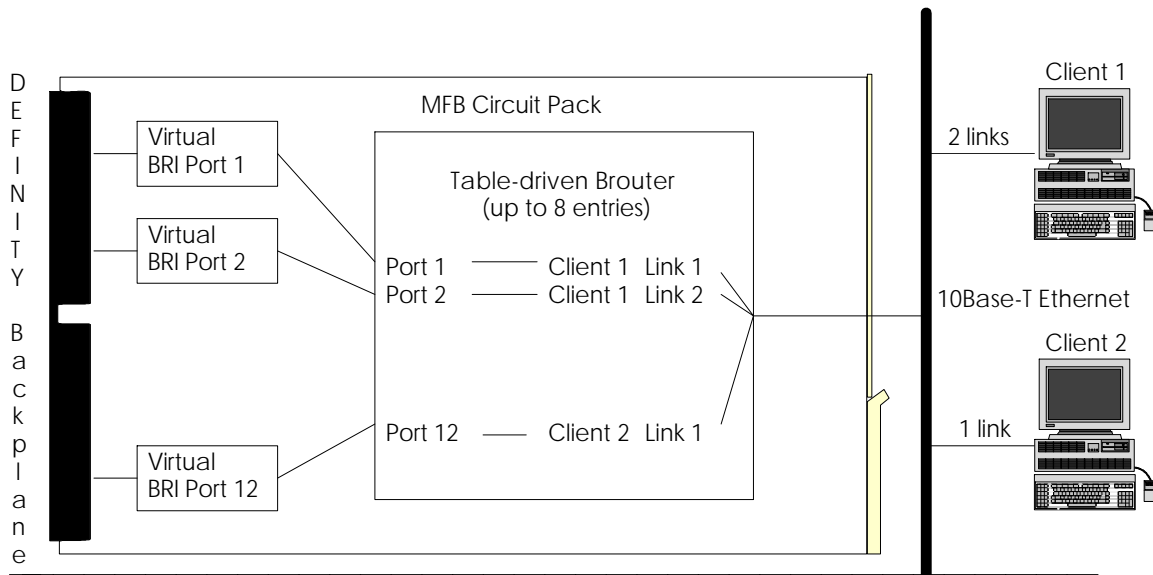 DEFINITY Backplane
MFB Circuit Pack
Virtual
BRI Port 1
Virtual
BRI Port 2
Virtual
BRI Port 12
Table-driven Brouter
(up to 8 entries)
Port 1 Client 1 Link 1
Port 2 Client 1 Link 2
Port 12 Client 2 Link 1
Client 1
2 links
10Base-T Ethernet
Client 2
1 link